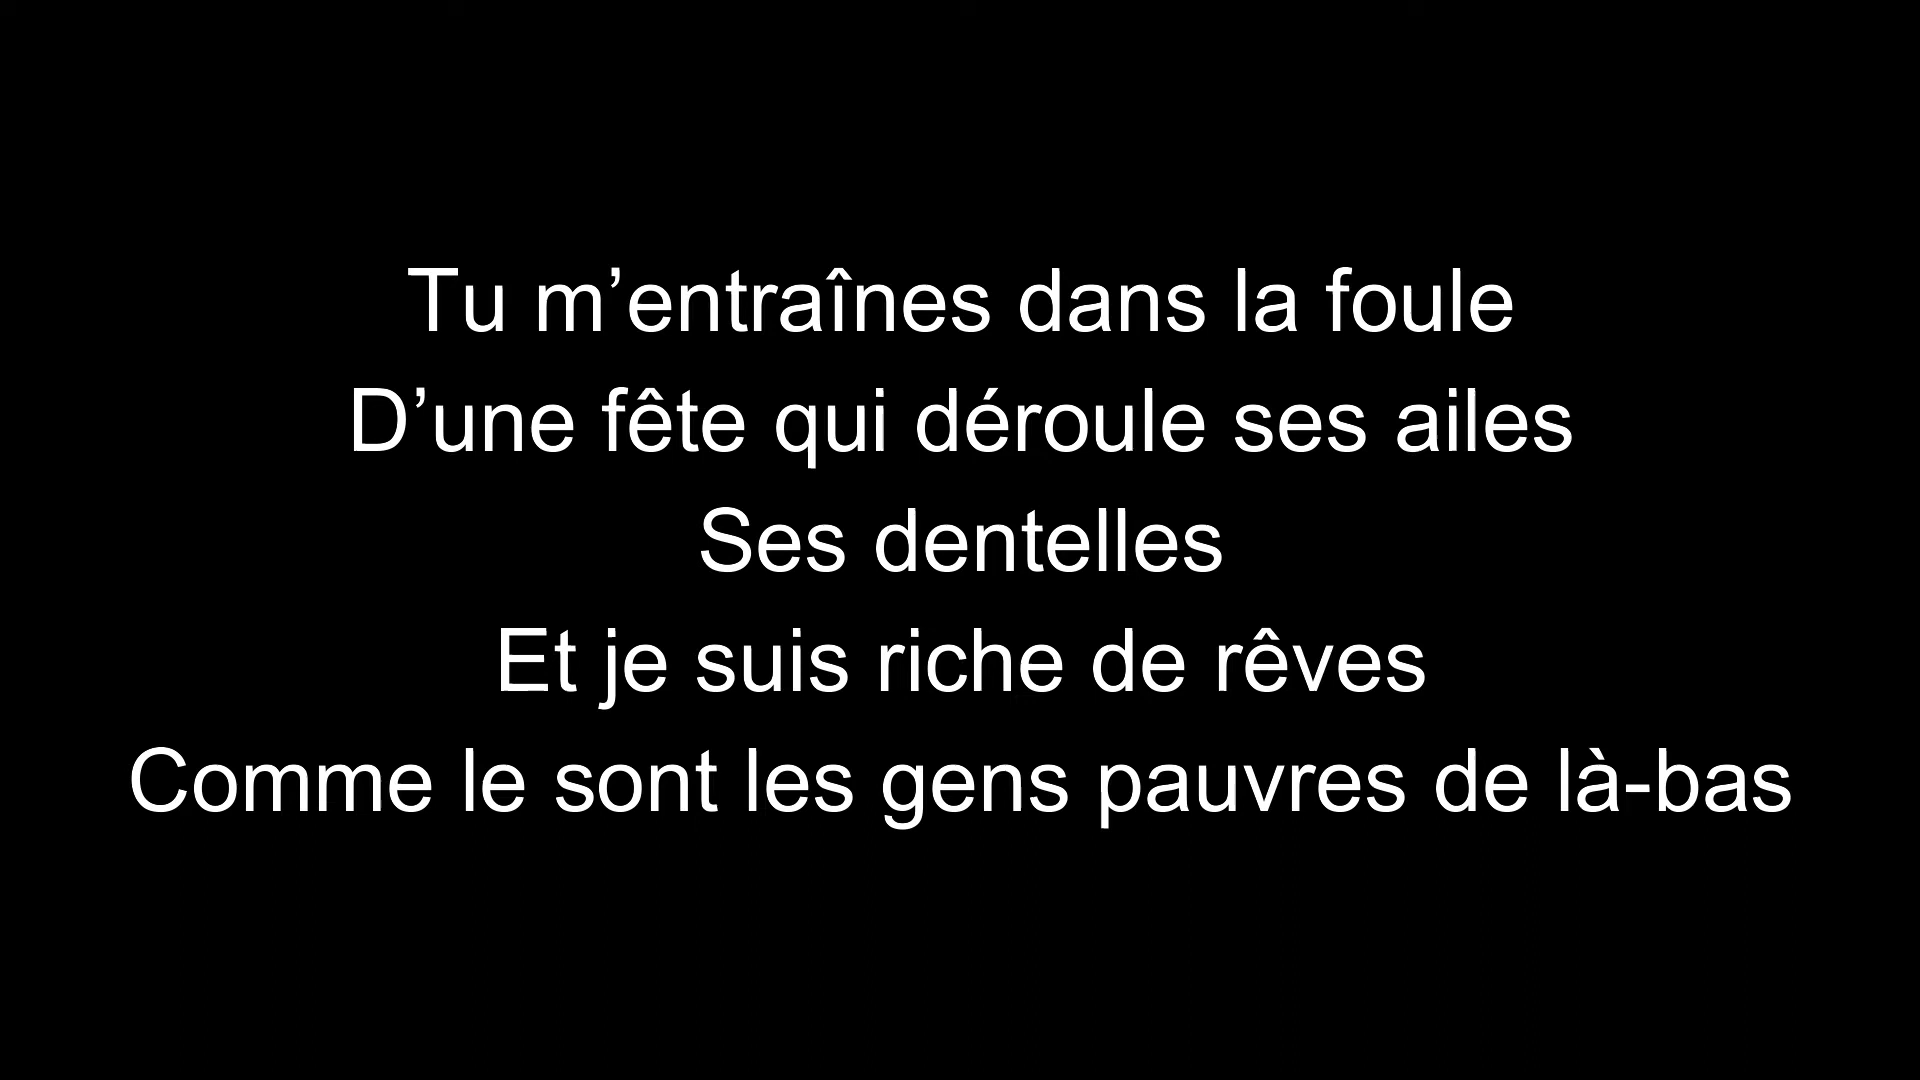 Tu m’entraînes dans la foule
D’une fête qui déroule ses ailes
Ses dentelles
Et je suis riche de rêves
Comme le sont les gens pauvres de là-bas